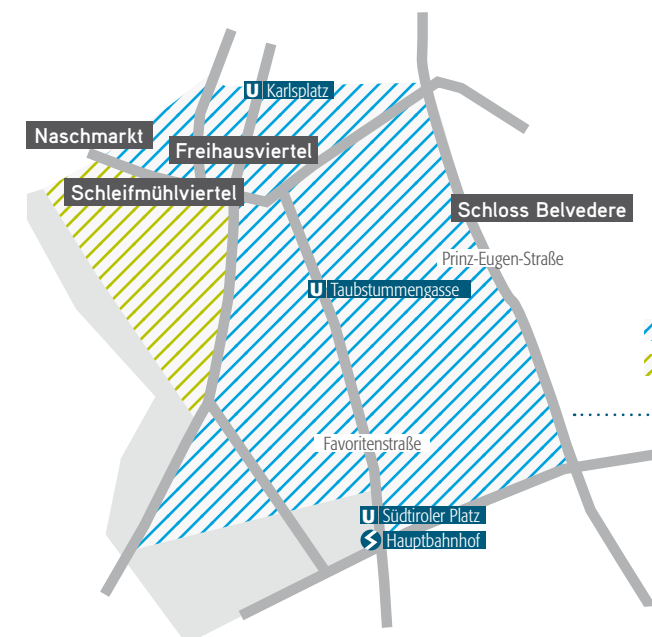 U Karlsplatz
Naschmarkt
Freihausviertel
Schleifmühlviertel
Schloss Belvedere
Prinz-Eugen-Straße
U Taubstummengasse
Favoritenstraße
U Südtiroler Platz
Hauptbahnhof